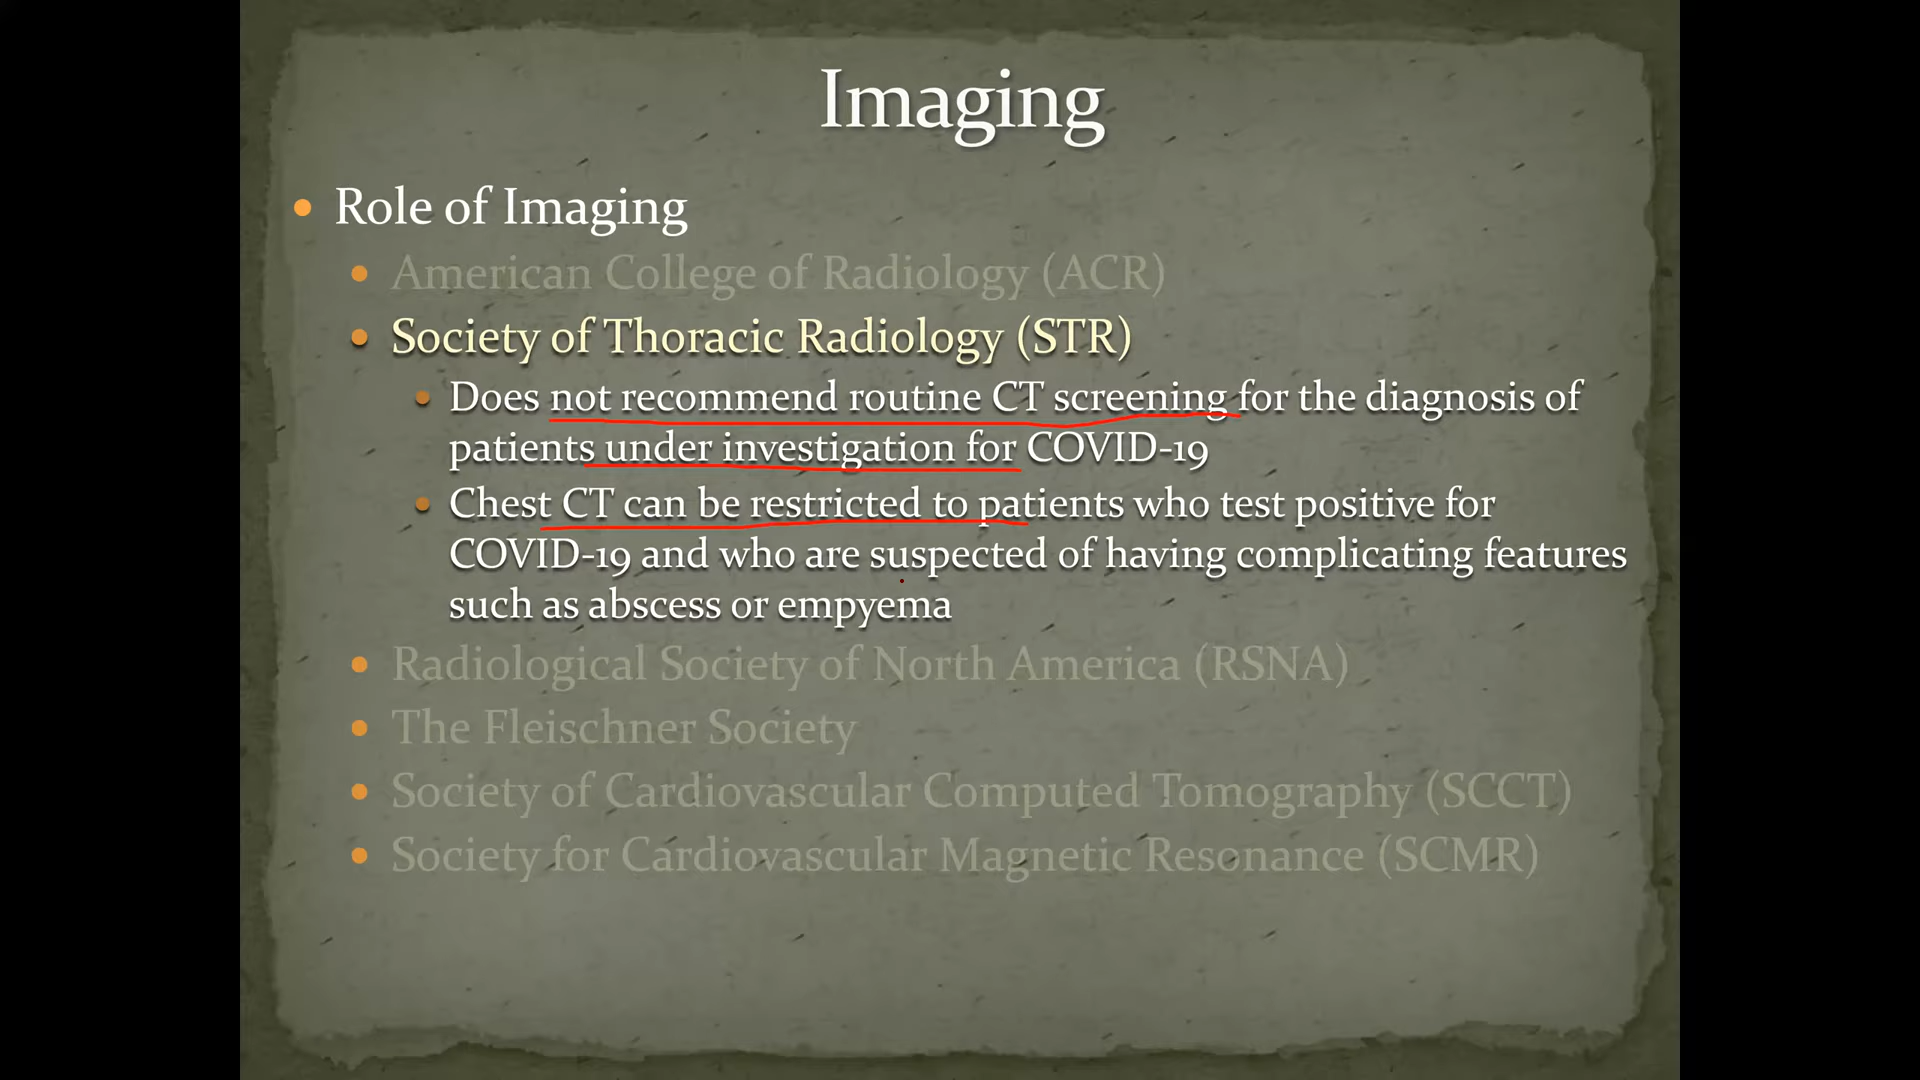 Imaging
Role of Imaging
American College of Radiology (ACR)
Society of Thoracic Radiology (STR)
Does not recommend routine CT screening for the diagnosis of
patients under investigation for COVID-19
Chest CT can be restricted to patients who test positive for
COVID-19 and who are suspected of having complicating features
such as abscess or empyema
Radiological Society of North America (RSNA)
The Fleischner Society
Society of Cardiovascular Computed Tomography (SCCT)
Society for Cardiovascular Magnetic Resonance (SCMR)